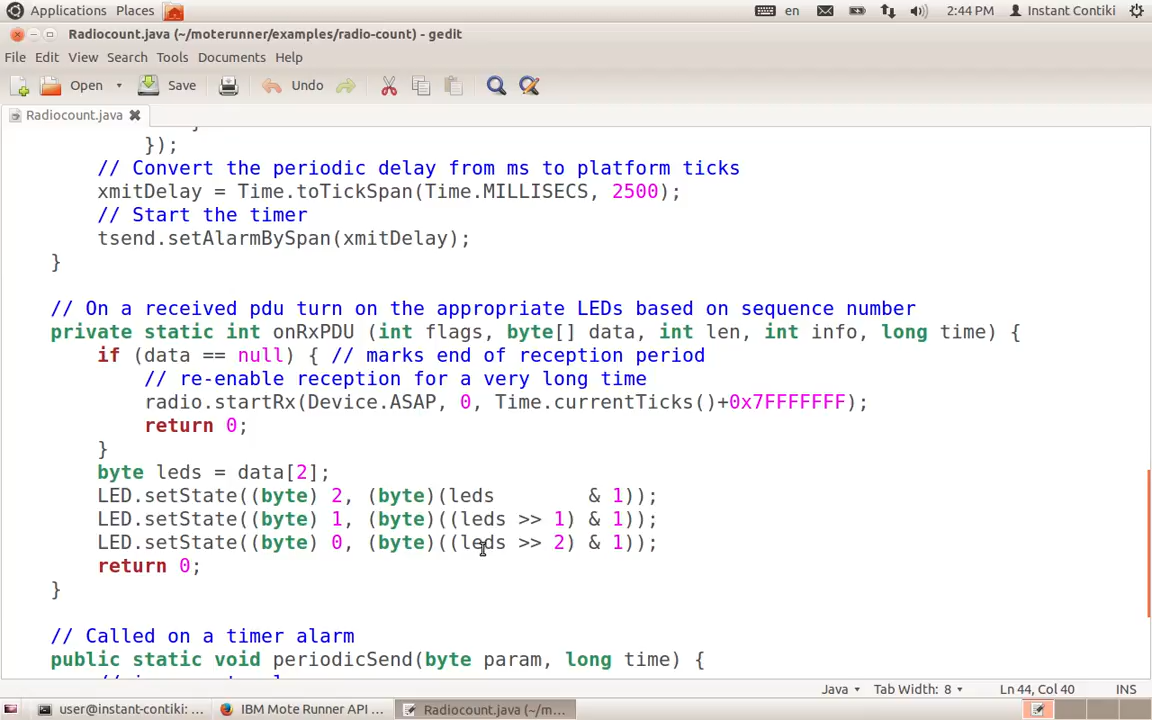 Applications Places en 2:44 PM Instant Contiki
Radiocount.java (~/moterunner/examples/radio-count) - gedit
File Edit View Search Tools Documents Help
Open Save Undo
Radiocount.java
});
// Convert the periodic delay from ms to platform ticks
xmitDelay = Time.toTickSpan(Time.MILLISECS, 2500);
// Start the timer
tsend.setAlarmBySpan(xmitDelay);
}
// On a received pdu turn on the appropriate LEDs based on sequence number
private static int onRxPDU (int flags, byte[] data, int len, int info, long time) {
if (data == null) { // marks end of reception period
// re-enable reception for a very long time
radio.startRx(Device.ASAP, 0, Time.currentTicks()+0x7FFFFFFF);
return 0;
}
byte leds = data[2];
LED.setState((byte) 2, (byte)(leds & 1));
LED.setState((byte) 1, (byte)((leds >> 1) & 1));
LED.setState((byte) 0, (byte)((leds >> 2) & 1));
return 0;
}
// Called on a timer alarm
public static void periodicSend(byte param, long time) {
Java Tab Width: 8 Ln 44, Col 40 INS
user@instant-contiki: ... IBM Mote Runner API ... Radiocount.java (~/m...